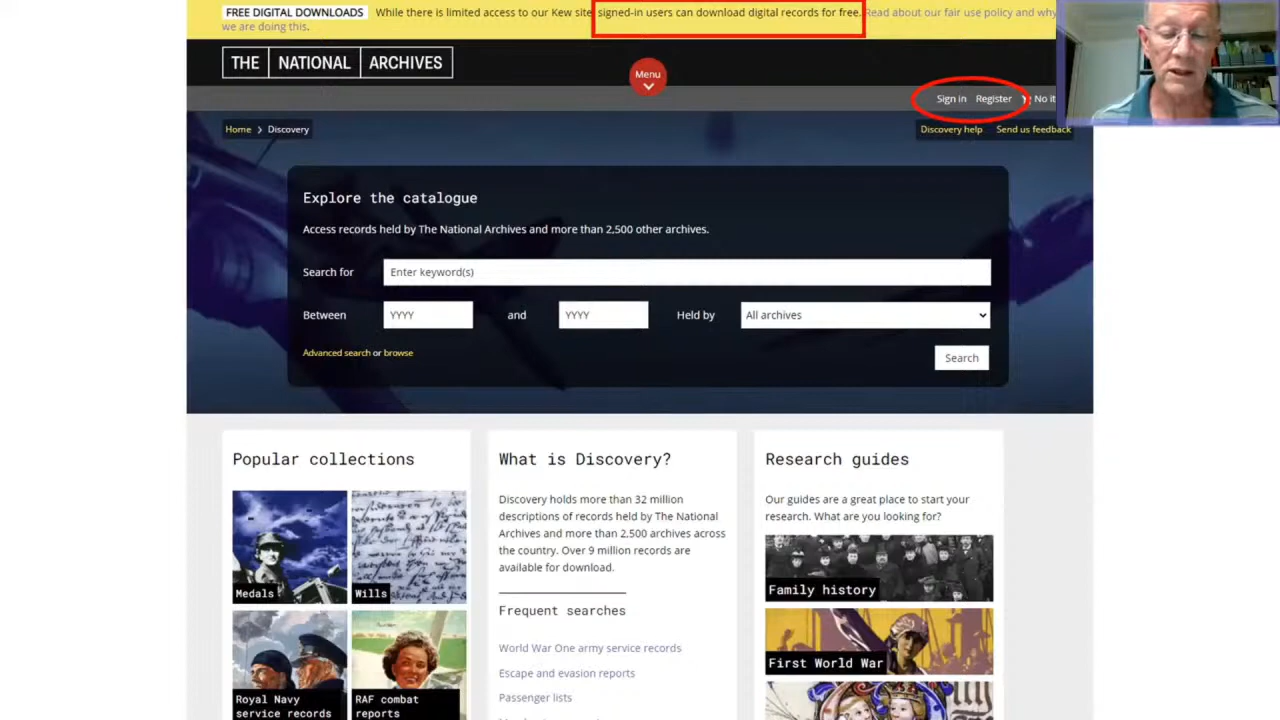 FREE DIGITAL DOWNLOADS While there is limited access to our Kew site, signed-in users can download digital records for free. Read about our fair use policy and why
we are doing this.
THE NATIONAL ARCHIVES
Menu
Sign in Register No it
Home Discovery
Discovery help Send us feedback
Explore the catalogue
Access records held by The National Archives and more than 2,500 other archives.
Search for Enter keyword(s)
Between YYYY and YYYY Held by All archives
Advanced search or browse
Search
Popular collections
Medals
Wills
Royal Navy
service records
RAF combat
reports
What is Discovery?
Discovery holds more than 32 million
descriptions of records held by The National
Archives and more than 2,500 other archives across
the country. Over 9 million records are
available for download.
Frequent searches
World War One army service records
Escape and evasion reports
Passenger lists
Research guides
Our guides are a great place to start your
research. What are you looking for?
Family history
First World War